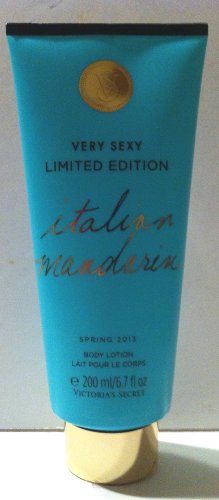 VS
VERY SEXY
LIMITED EDITION
italian
mandarin
SPRING 2013
BODY LOTION
LAIT POUR LE CORPS
e 200 ml/6.7 fl oz
VICTORIA'S SECRET